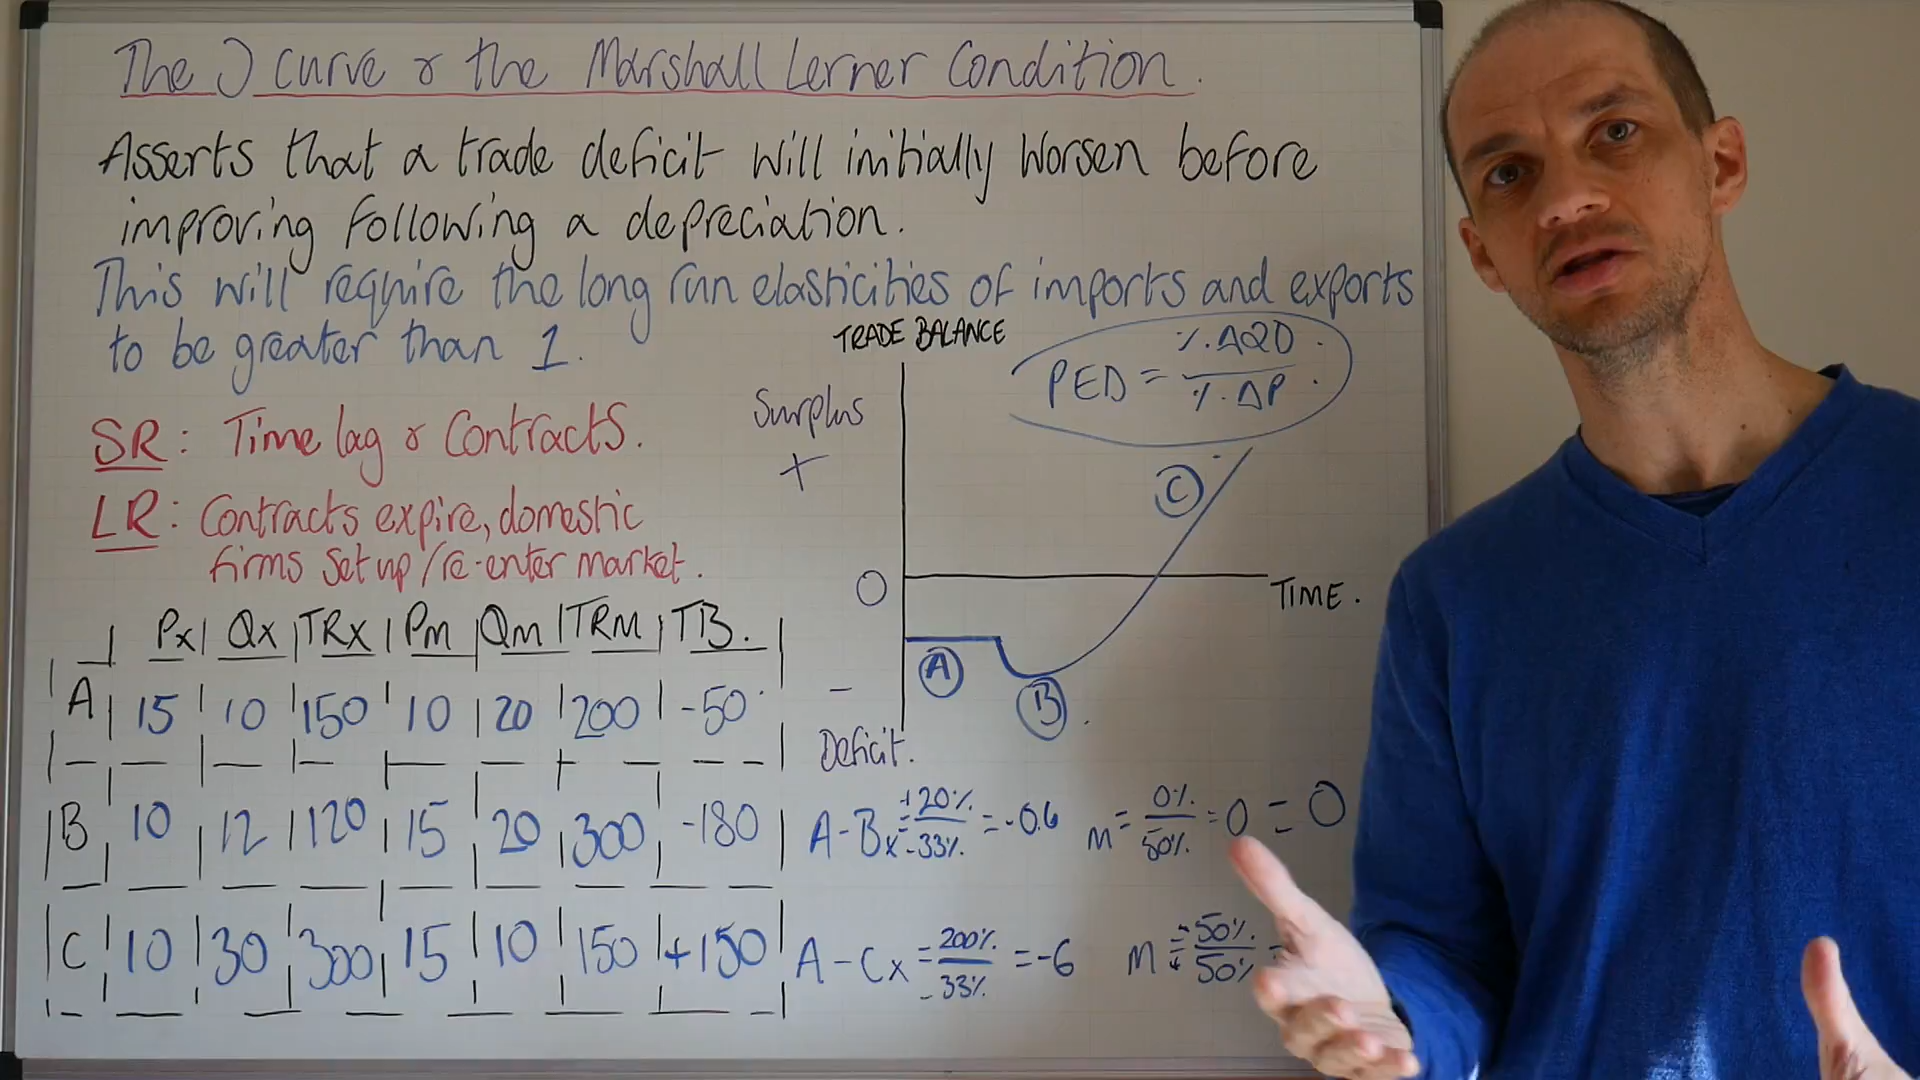 The J curve & the Marshall Lerner Condition.
Asserts that a trade deficit will initially worsen before
improving following a depreciation.
This will require the long run elasticities of imports and exports
to be greater than 1.
SR: Time lag & Contracts.
LR: Contracts expire, domestic
firms set up/re-enter market.
TRADE BALANCE
PED = %.ΔQD / %.ΔP
Surplus
+
C
O
TIME.
A
B
-
Deficit.
Px | Qx | TRx | Pm | Qm | TRM | TB.
A | 15 | 10 | 150 | 10 | 20 | 200 | -50
B | 10 | 12 | 120 | 15 | 20 | 300 | -180
C | 10 | 30 | 300 | 15 | 10 | 150 | +150
A-Bx = +20% / -33% = -0.6
M = 0% / 50% = 0 = 0
A-Cx = 200% / -33% = -6
M = -50% / +50% =